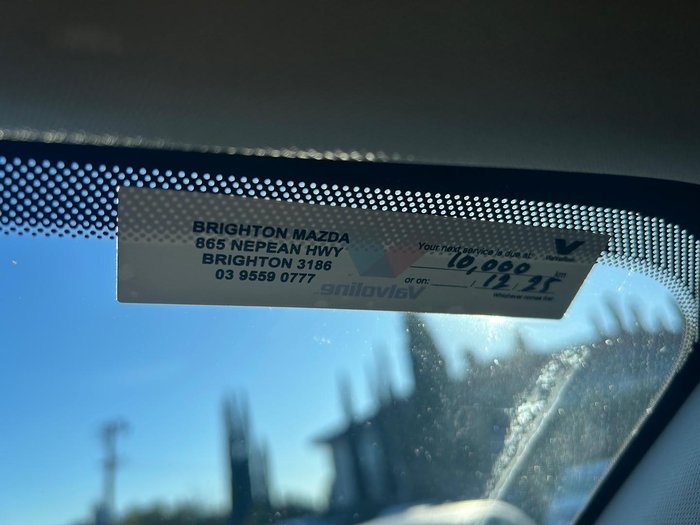 BRIGHTON MAZDA
865 NEPEAN HWY
BRIGHTON 3186
03 9559 0777
Valvoline
Your next service is due at:
10,000 km
or on: / 12 / 25
Whichever comes first
Valvoline